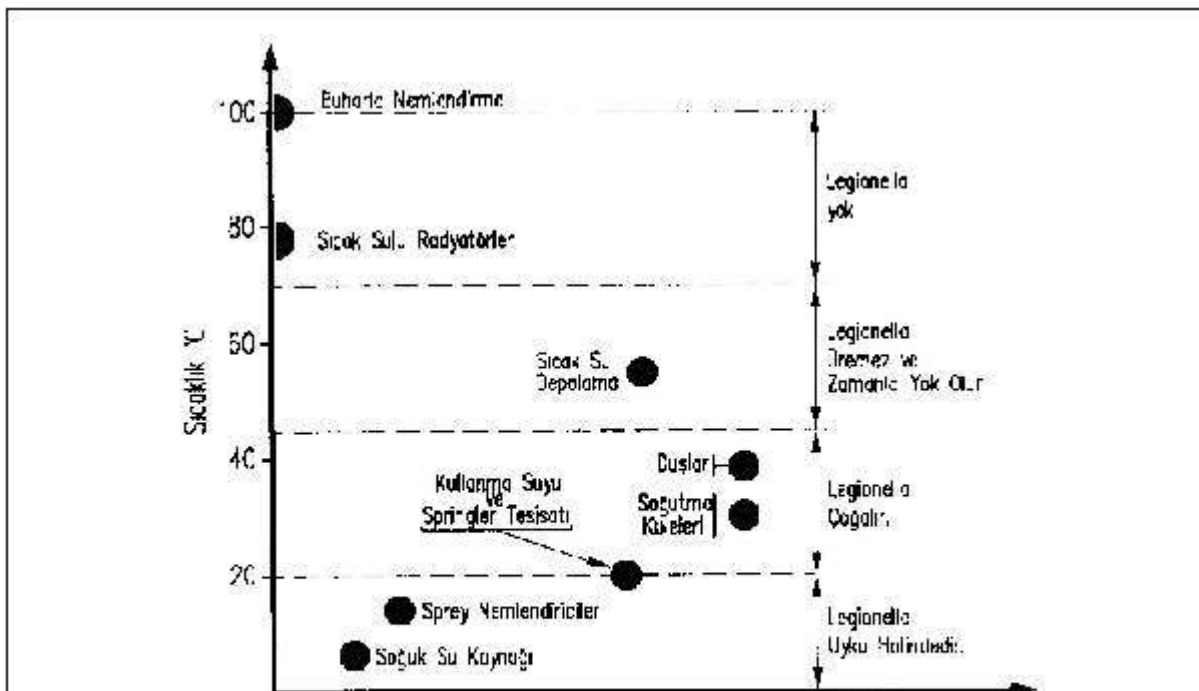 Buharla Nemlendirme
100
Legionella
yok
80
Sıcak Sulu Radyatörler
Sıcaklık °C
60
Sıcak Su
Depolama
Legionella
Üremez ve
Zamanla Yok Olur
40
Duşlar
Kullanma Suyu
ve
Springler Tesisatı
Soğutma
Kuleleri
Legionella
Çoğalır.
20
Sprey Nemlendiriciler
Legionella
Uyku Halindedir.
Soğuk Su Kaynağı